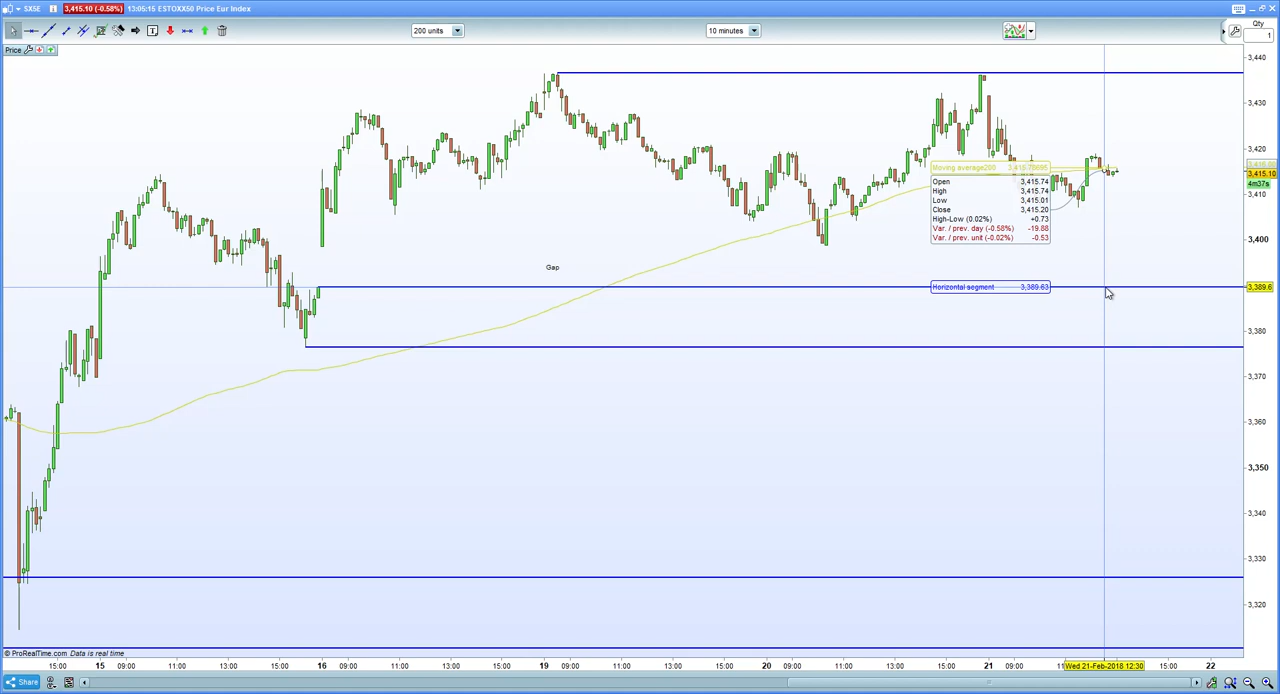 SX5E 3,415.10 (-0.58%) 13:05:15 ESTOXX50 Price Eur Index
200 units
10 minutes
Qty
1
Price
3,440
3,430
3,420
3,415.10
4m37s
3,410
3,400
3,389.6
3,380
3,370
3,360
3,350
3,340
3,330
3,320
Moving average200
Open 3,415.74
High 3,415.74
Low 3,415.01
Close 3,415.20
High-Low (0.02%) +0.73
Var. / prev. day (-0.58%) -19.88
Var. / prev. unit (-0.02%) -0.53
Gap
Horizontal segment 3,389.63
© ProRealTime.com Data is real time
15:00 15 09:00 11:00 13:00 15:00 16 09:00 11:00 13:00 15:00 19 09:00 11:00 13:00 15:00 20 09:00 11:00 13:00 15:00 21 09:00 Wed 21-Feb-2018 12:30 15:00 22
Share